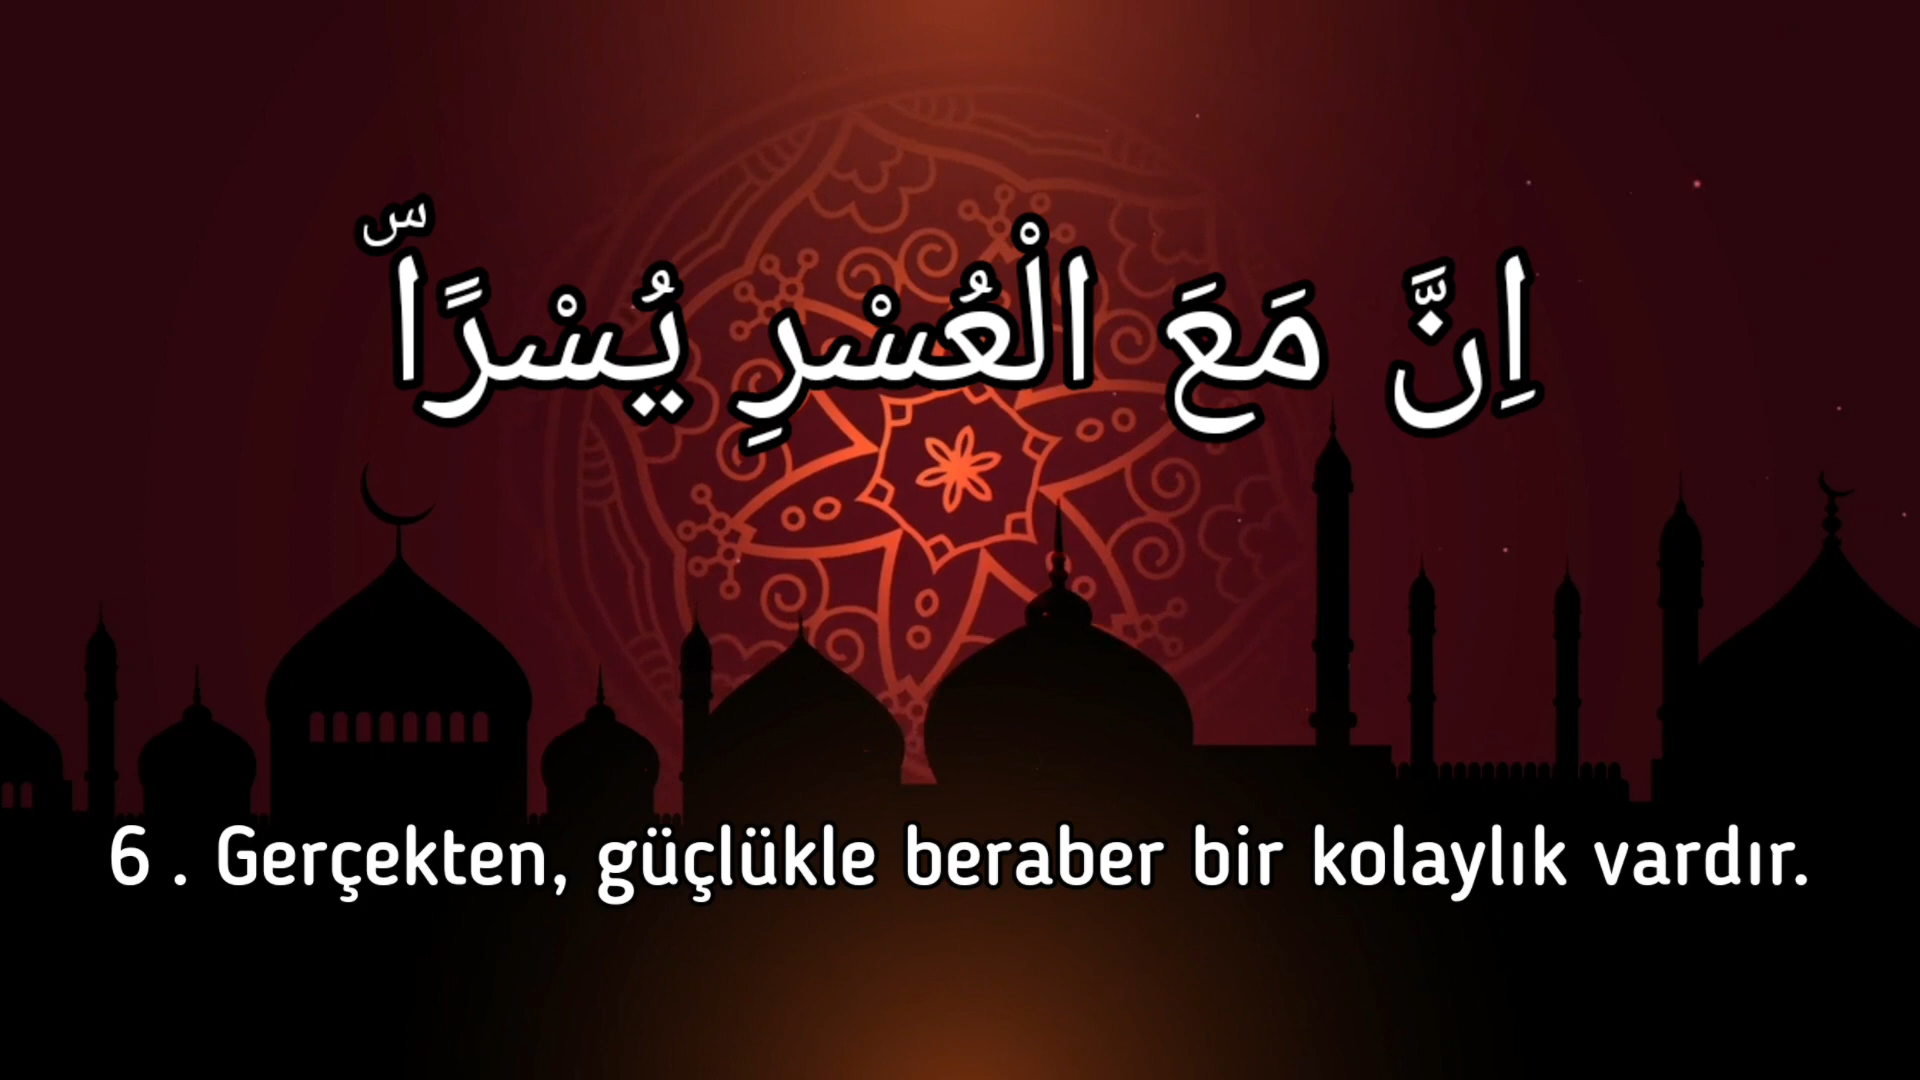 اِنَّ مَعَ الْعُسْرِ يُسْرًاۜ
6 . Gerçekten, güçlükle beraber bir kolaylık vardır.